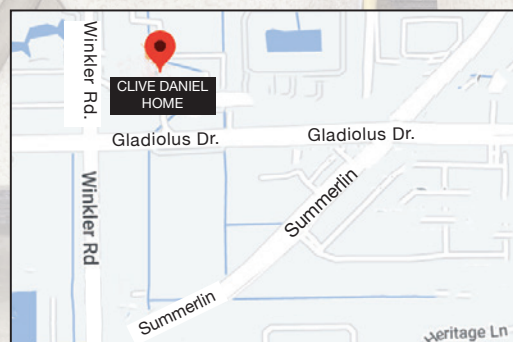 Winkler Rd.
CLIVE DANIEL
HOME
Gladiolus Dr.
Gladiolus Dr.
Winkler Rd
Summerlin
Summerlin
Heritage Ln